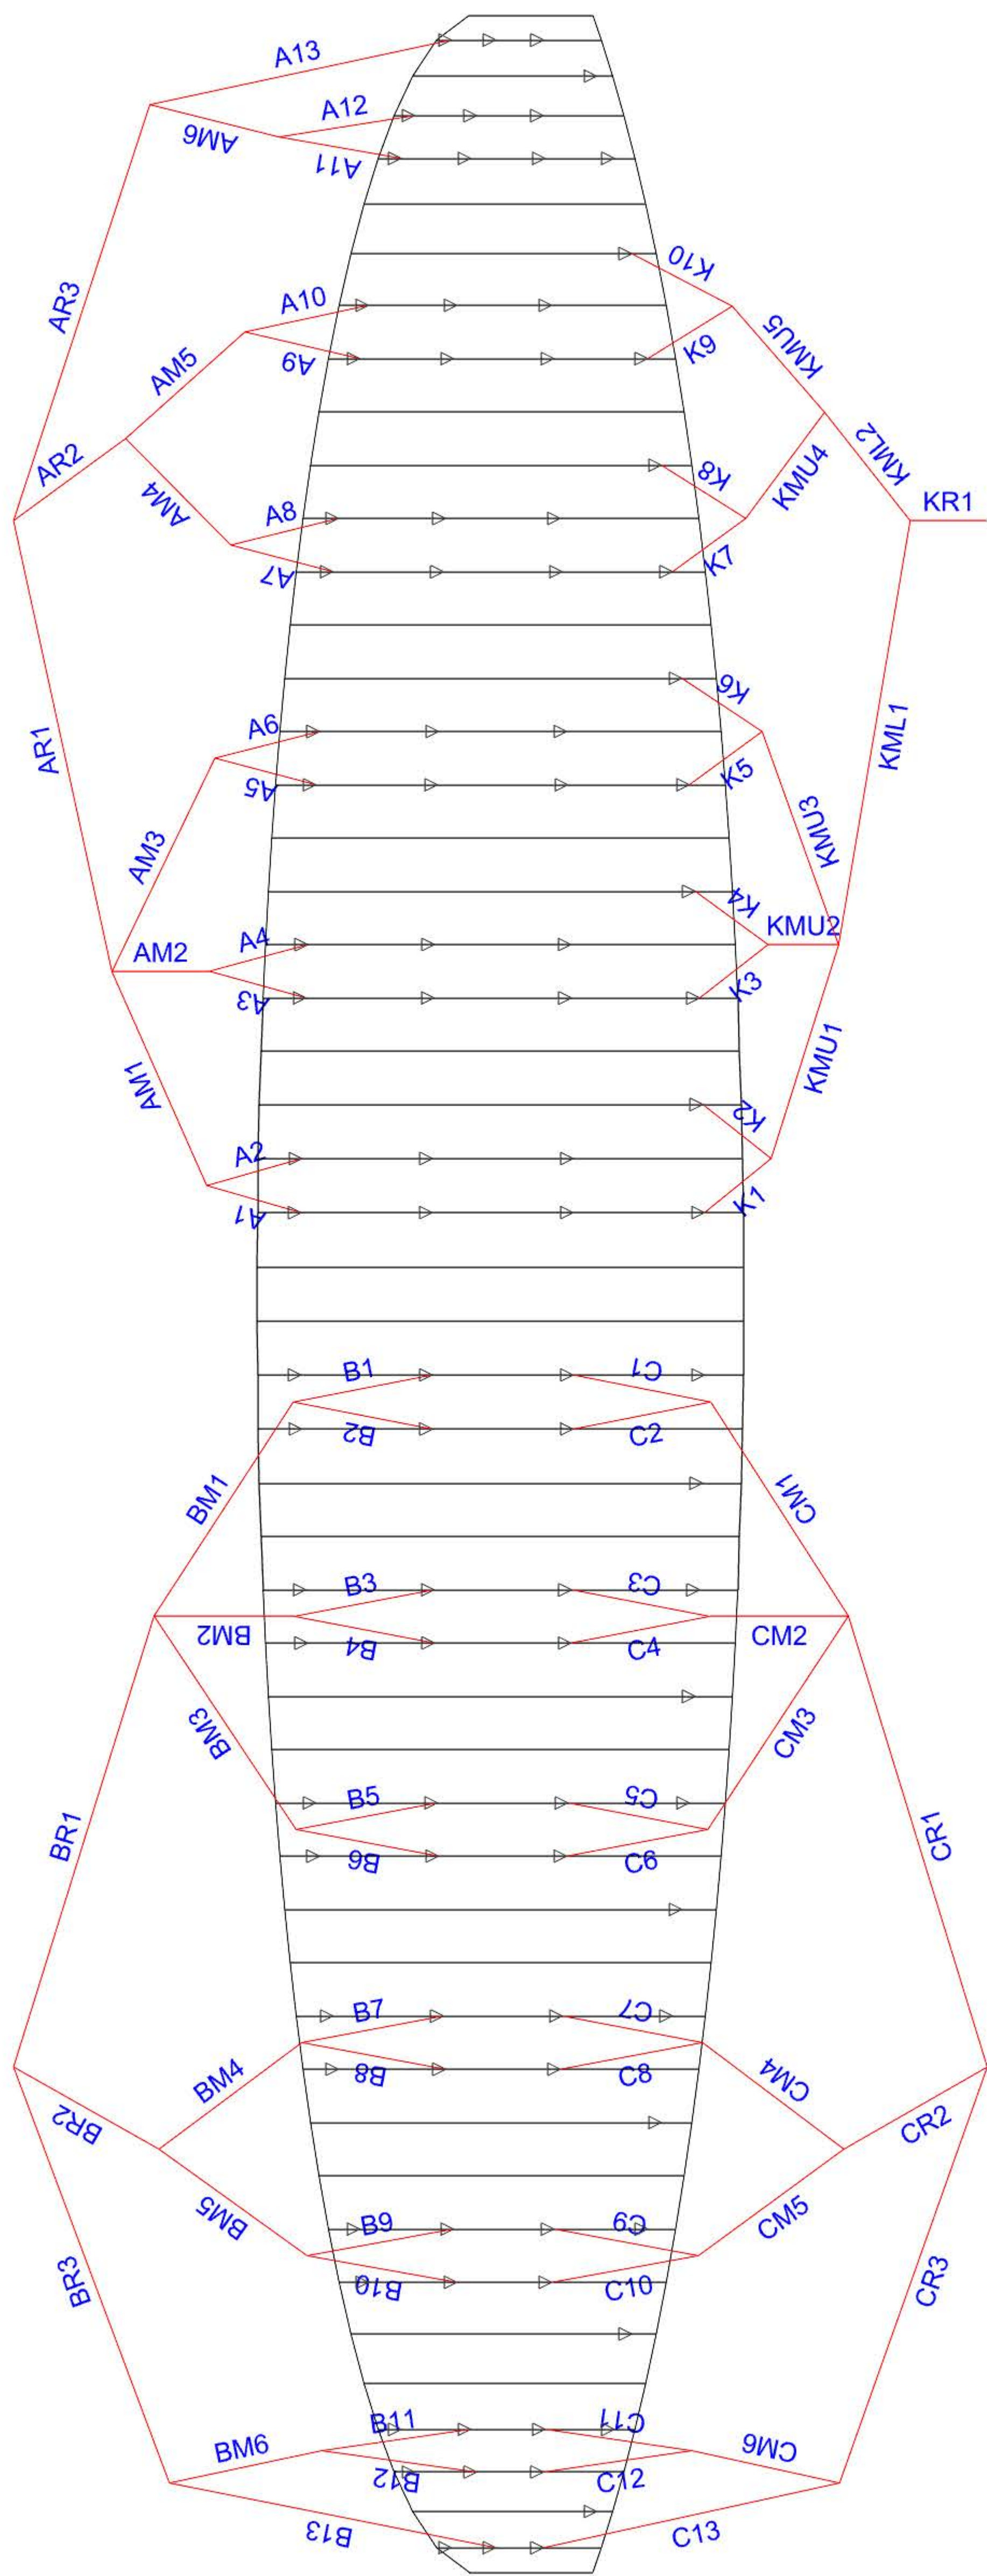 A13
A12
AM6
A11
K10
AR3
A10
KMU5
A9
K9
AM5
KML2
AR2
K8
KMU4
AM4
KR1
A8
K7
A7
K6
A6
AR1
KML1
K5
A5
KMU3
AM3
K4
KMU2
A4
AM2
K3
A3
KMU1
AM1
K2
A2
K1
A1
B1
C1
B2
C2
BM1
CM1
B3
C3
BM2
CM2
B4
C4
BM3
CM3
B5
C5
BR1
CR1
B6
C6
B7
C7
BM4
CM4
B8
C8
BR2
CR2
BM5
CM5
B9
C9
BR3
CR3
B10
C10
B11
C11
BM6
CM6
B12
C12
B13
C13